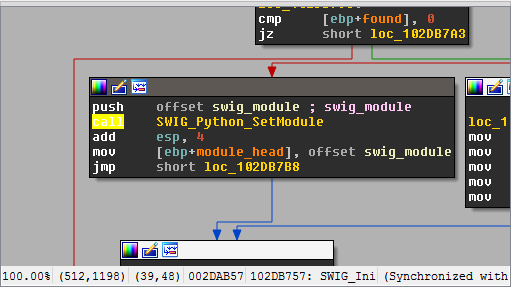 cmp [ebp+found], 0
jz short loc_102DB7A3
push offset swig_module ; swig_module
call SWIG_Python_SetModule
add esp, 4
mov [ebp+module_head], offset swig_module
jmp short loc_102DB7B8
loc_1
mov
mov
mov
mov
mov
100.00% (512,1198) (39,48) 002DAB57 102DB757: SWIG_Ini (Synchronized with